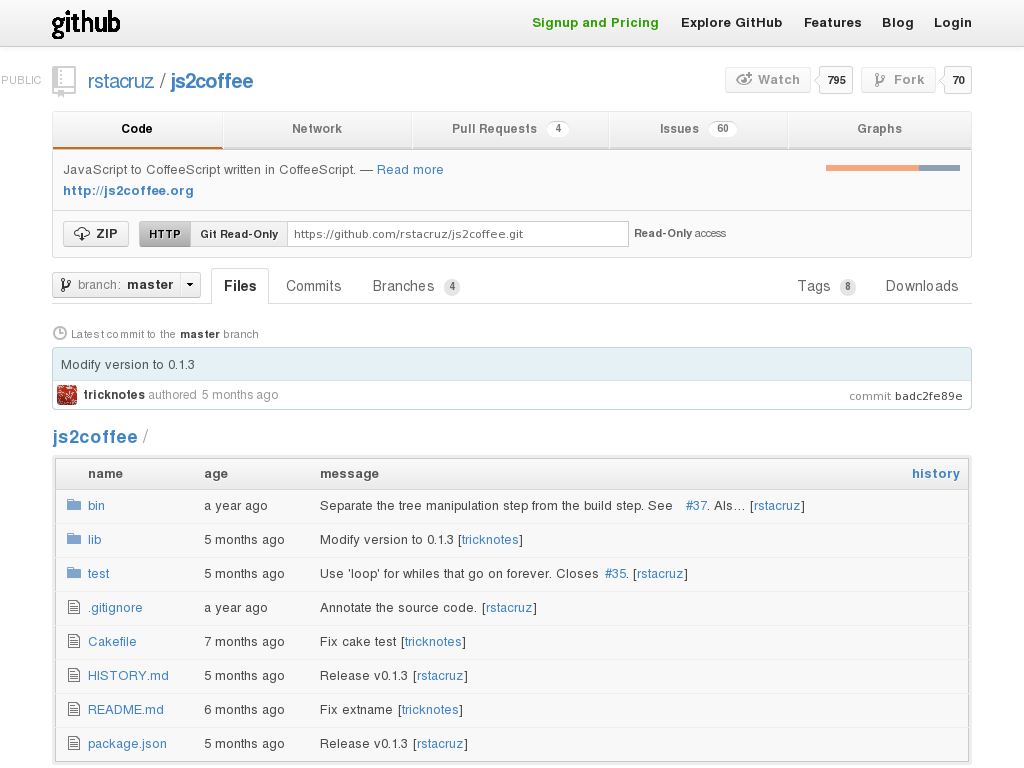 github
Signup and Pricing Explore GitHub Features Blog Login
PUBLIC rstacruz / js2coffee Watch 795 Fork 70
Code Network Pull Requests 4 Issues 60 Graphs
JavaScript to CoffeeScript written in CoffeeScript. — Read more
http://js2coffee.org
ZIP HTTP Git Read-Only https://github.com/rstacruz/js2coffee.git Read-Only access
branch: master Files Commits Branches 4 Tags 8 Downloads
Latest commit to the master branch
Modify version to 0.1.3
tricknotes authored 5 months ago commit badc2fe89e
js2coffee /
name age message history
bin a year ago Separate the tree manipulation step from the build step. See #37. Als... [rstacruz]
lib 5 months ago Modify version to 0.1.3 [tricknotes]
test 5 months ago Use 'loop' for whiles that go on forever. Closes #35. [rstacruz]
.gitignore a year ago Annotate the source code. [rstacruz]
Cakefile 7 months ago Fix cake test [tricknotes]
HISTORY.md 5 months ago Release v0.1.3 [rstacruz]
README.md 6 months ago Fix extname [tricknotes]
package.json 5 months ago Release v0.1.3 [rstacruz]